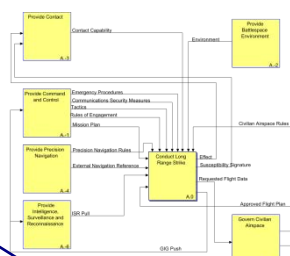 Provide Contact
A.-3
Contact Capability
Provide
Battlespace
Environment
A.-2
Environment
Provide Command
and Control
A.-1
Emergency Procedures
Communications Security Measures
Tactics
Rules of Engagement
Mission Plan
Civilian Airspace Rules
Provide Precision
Navigation
A.-4
Precision Navigation Rules
External Navigation Reference
Conduct Long
Range Strike
A.0
Effect
Susceptibility Signature
Requested Flight Data
Provide
Intelligence,
Surveillance and
Reconnaissance
ISR Pull
GIG Push
Approved Flight Plan
Govern Civilian
Airspace